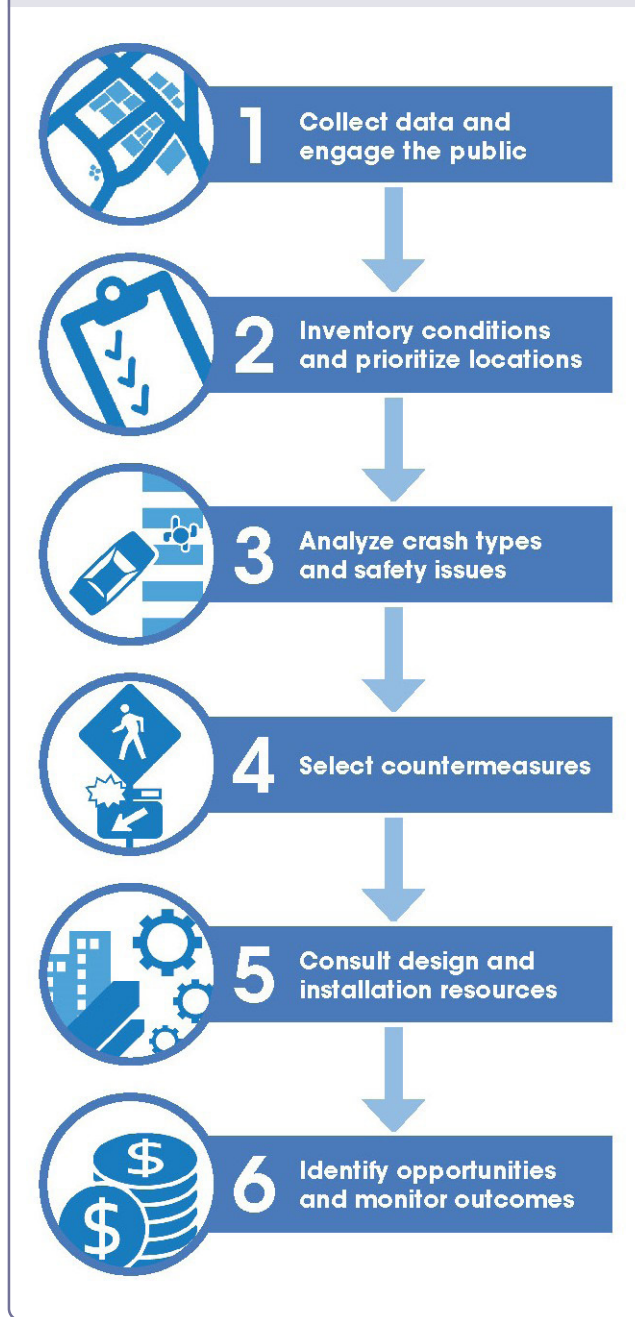 1
Collect data and
engage the public
2
Inventory conditions
and prioritize locations
3
Analyze crash types
and safety issues
4
Select countermeasures
5
Consult design and
installation resources
6
Identify opportunities
and monitor outcomes
$
$